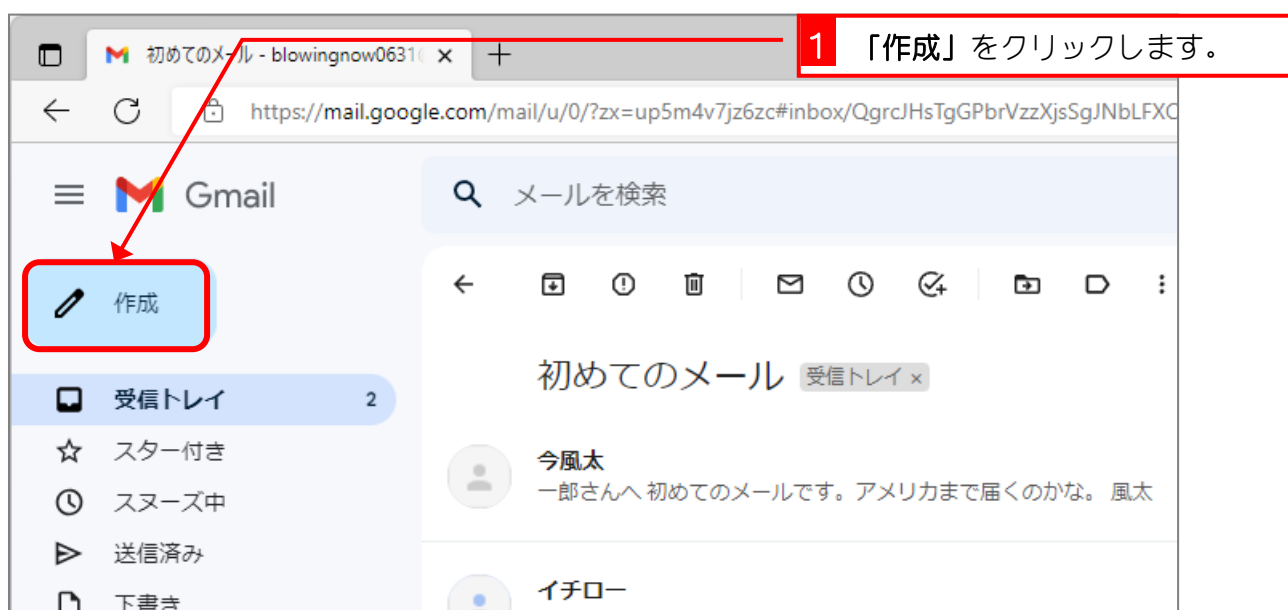 初めてのメール - blowingnow0631
1 「作成」をクリックします。
https://mail.google.com/mail/u/0/?zx=up5m4v7jz6zc#inbox/QgrcJHsTgGPbrVzzXjsSgJNbLFXC
Gmail
メールを検索
作成
初めてのメール 受信トレイ ×
受信トレイ 2
スター付き
スヌーズ中
送信済み
下書き
今風太
一郎さんへ 初めてのメールです。アメリカまで届くのかな。 風太
イチロー